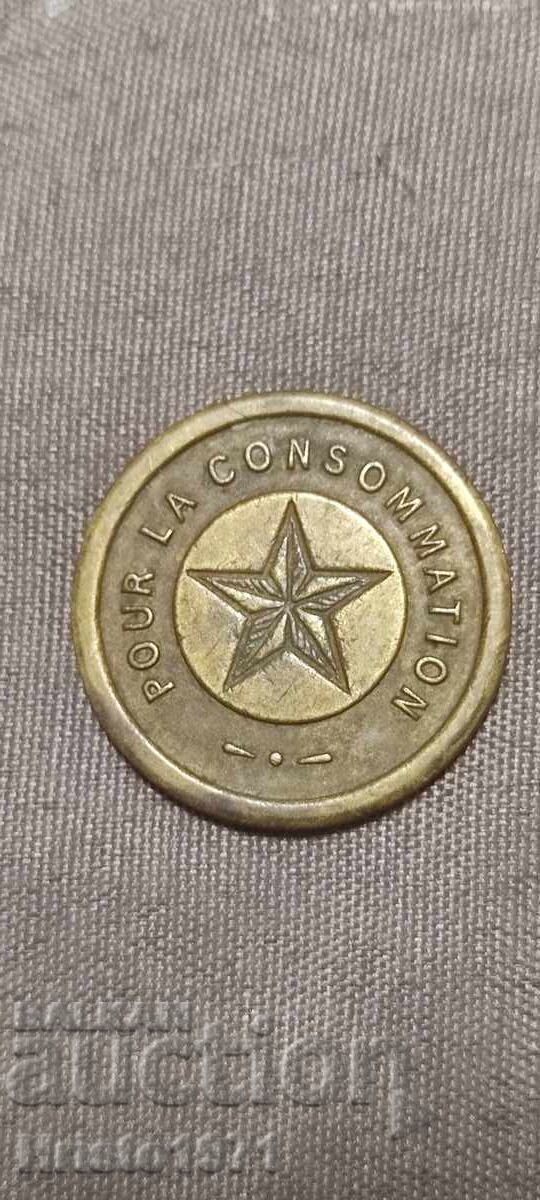 POUR LA CONSOMMATION
BALKAN
auction
Hristo1971